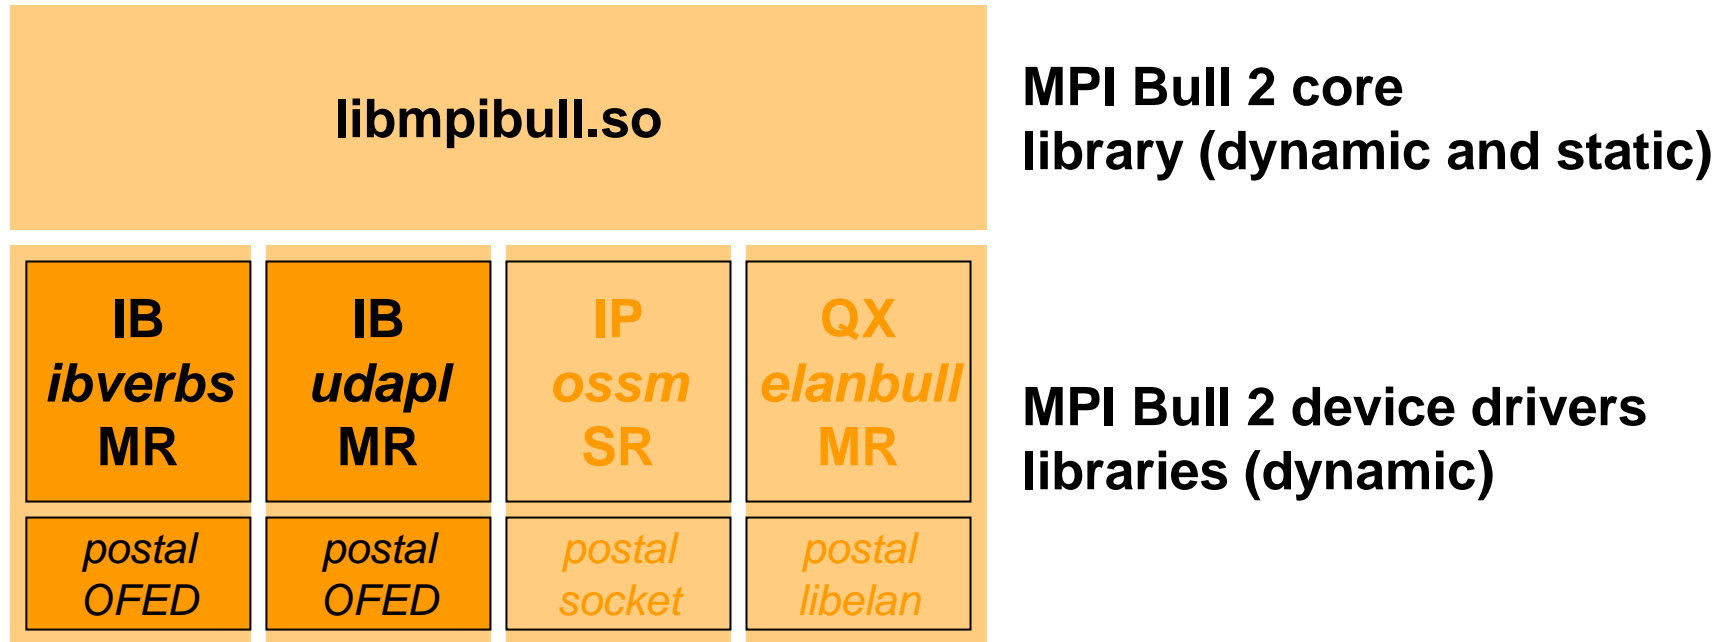 libmpibull.so
MPI Bull 2 core
library (dynamic and static)
IB
ibverbs
MR
IB
udapl
MR
IP
ossm
SR
QX
elanbull
MR
MPI Bull 2 device drivers
libraries (dynamic)
postal
OFED
postal
OFED
postal
socket
postal
libelan